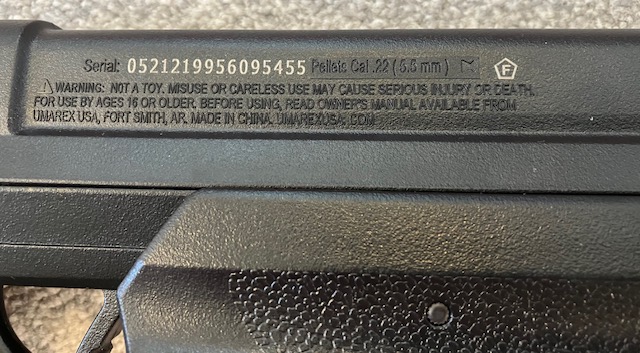 Serial: 0521219956095455 Pellets Cal .22 ( 5.5 mm ) F
WARNING: NOT A TOY. MISUSE OR CARELESS USE MAY CAUSE SERIOUS INJURY OR DEATH.
FOR USE BY AGES 16 OR OLDER. BEFORE USING, READ OWNER'S MANUAL AVAILABLE FROM
UMAREX USA, FORT SMITH, AR. MADE IN CHINA. UMAREXUSA.COM